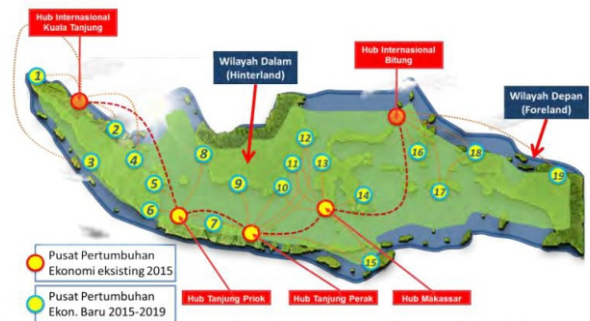 Hub Internasional
Kuala Tanjung
Hub Internasional
Bitung
Wilayah Dalam
(Hinterland)
Wilayah Depan
(Foreland)
1
2
3
4
5
6
7
8
9
10
11
12
13
14
15
16
17
18
19
Pusat Pertumbuhan
Ekonomi eksisting 2015
Pusat Pertumbuhan
Ekon. Baru 2015-2019
Hub Tanjung Priok
Hub Tanjung Perak
Hub Makassar